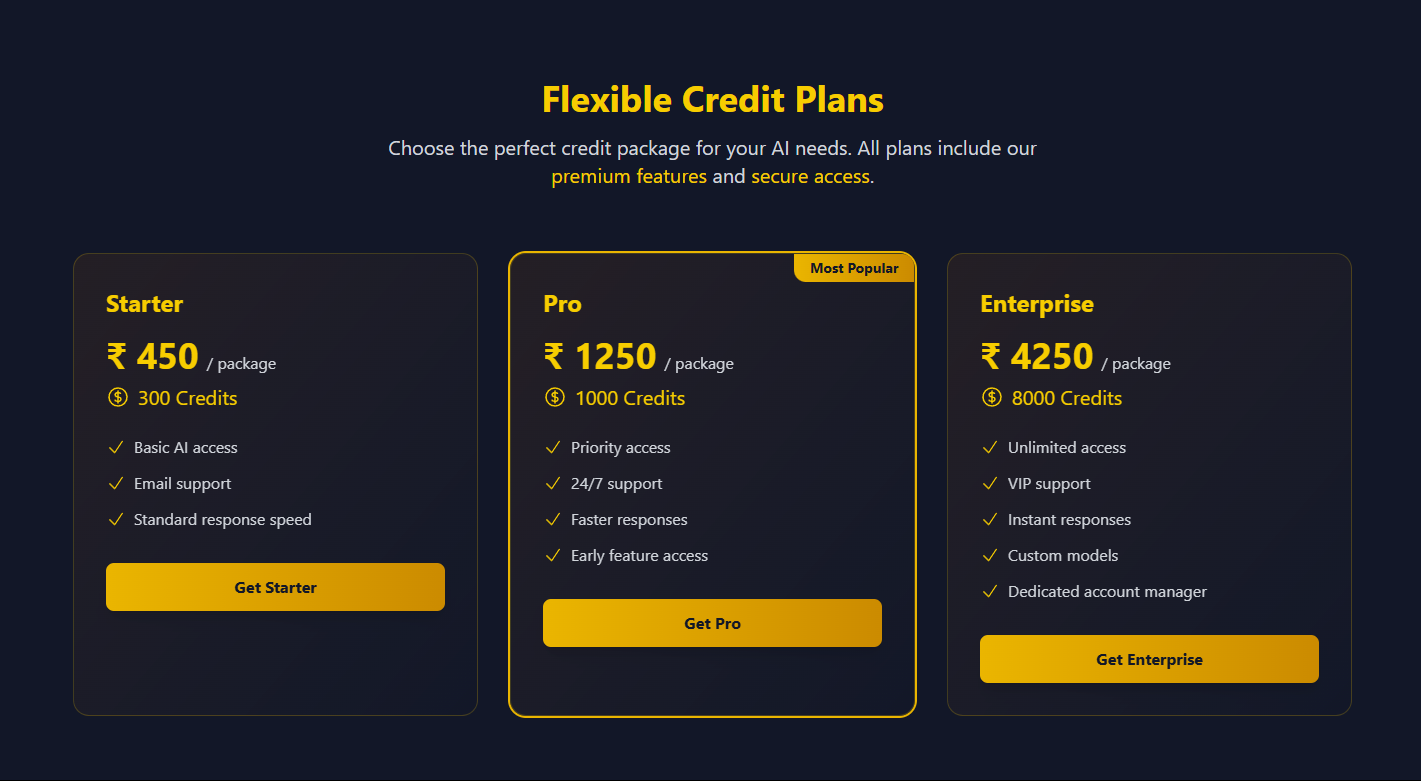 Flexible Credit Plans
Choose the perfect credit package for your AI needs. All plans include our
premium features and secure access.
Starter
₹ 450 / package
300 Credits
Basic AI access
Email support
Standard response speed
Get Starter
Most Popular
Pro
₹ 1250 / package
1000 Credits
Priority access
24/7 support
Faster responses
Early feature access
Get Pro
Enterprise
₹ 4250 / package
8000 Credits
Unlimited access
VIP support
Instant responses
Custom models
Dedicated account manager
Get Enterprise